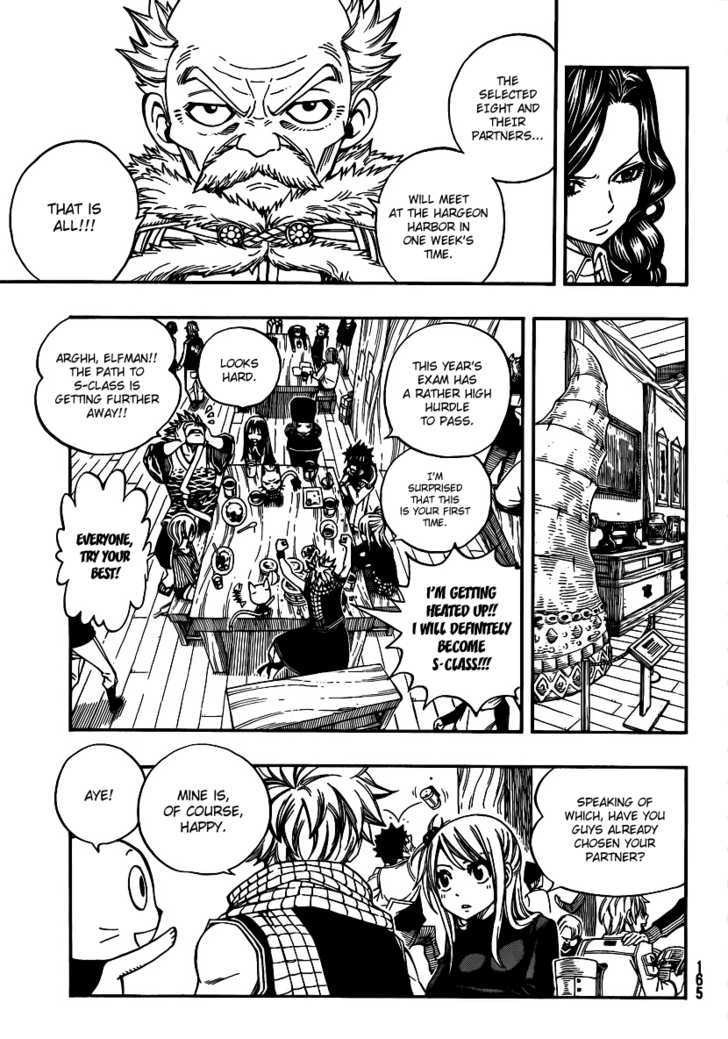 THE
SELECTED
EIGHT AND
THEIR
PARTNERS...
WILL MEET
AT THE HARGEON
HARBOR IN
ONE WEEK'S
TIME.
THAT IS
ALL!!!
THIS YEAR'S
EXAM HAS
A RATHER HIGH
HURDLE
TO PASS.
I'M
SURPRISED
THAT THIS
IS YOUR FIRST
TIME.
LOOKS
HARD.
ARGHH, ELFMAN!!
THE PATH TO
S-CLASS IS
GETTING FURTHER
AWAY!!
I'M GETTING
HEATED UP!!
I WILL DEFINITELY
BECOME
S-CLASS!!!
EVERYONE,
TRY YOUR
BEST!
SPEAKING OF
WHICH, HAVE YOU
GUYS ALREADY
CHOSEN YOUR
PARTNER?
MINE IS,
OF COURSE,
HAPPY.
AYE!
165